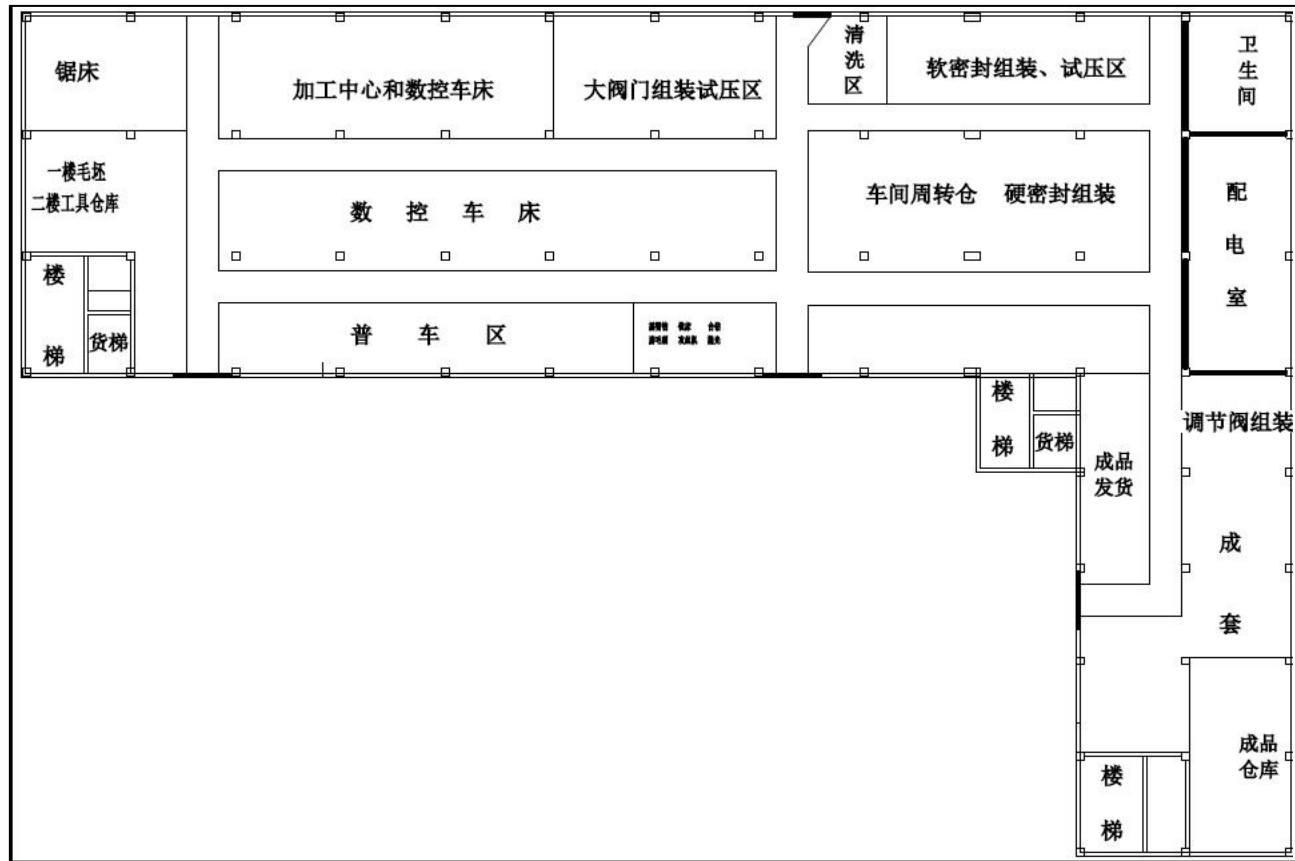 锯床
加工中心和数控车床
大阀门组装试压区
清洗区
软密封组装、试压区
卫生间
一楼毛坯
二楼工具仓库
数 控 车 床
车间周转仓 硬密封组装
配电室
楼梯
货梯
普 车 区
楼梯
货梯
调节阀组装
成品
发货
成套
成品
仓库
楼梯